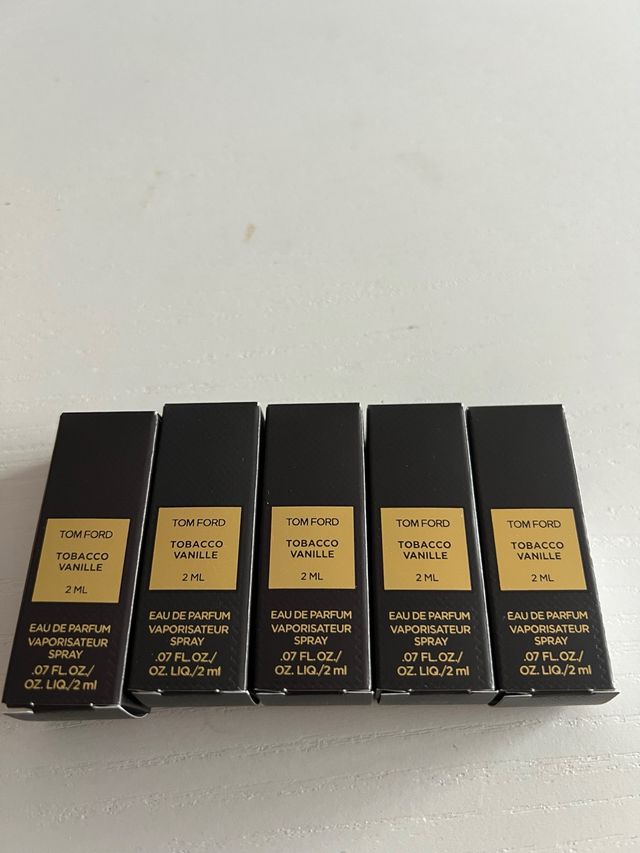 TOM FORD
TOBACCO
VANILLE
2 ML
EAU DE PARFUM
VAPORISATEUR
SPRAY
.07 FL.OZ./
OZ. LIQ./2 ml
TOM FORD
TOBACCO
VANILLE
2 ML
EAU DE PARFUM
VAPORISATEUR
SPRAY
.07 FL.OZ./
OZ. LIQ./2 ml
TOM FORD
TOBACCO
VANILLE
2 ML
EAU DE PARFUM
VAPORISATEUR
SPRAY
.07 FL.OZ./
OZ. LIQ./2 ml
TOM FORD
TOBACCO
VANILLE
2 ML
EAU DE PARFUM
VAPORISATEUR
SPRAY
.07 FL.OZ./
OZ. LIQ./2 ml
TOM FORD
TOBACCO
VANILLE
2 ML
EAU DE PARFUM
VAPORISATEUR
SPRAY
.07 FL.OZ./
OZ. LIQ./2 ml